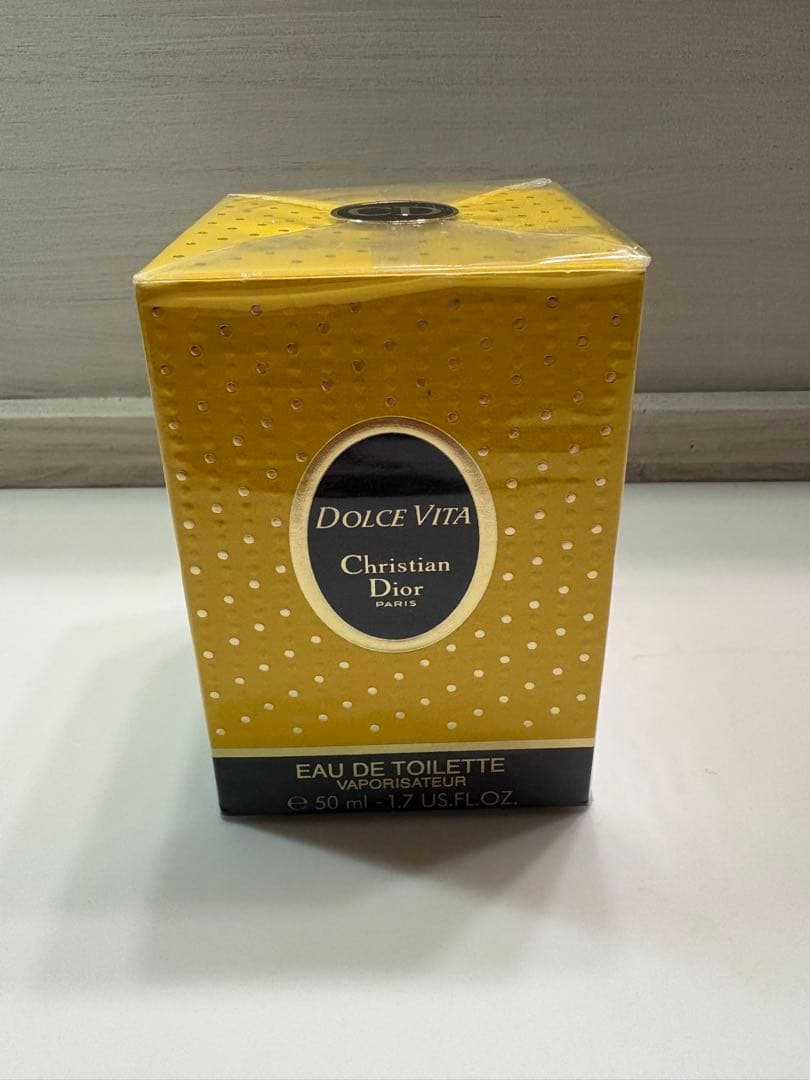 CD
DOLCE VITA
Christian
Dior
PARIS
EAU DE TOILETTE
VAPORISATEUR
℮ 50 ml - 1.7 US.FL.OZ.